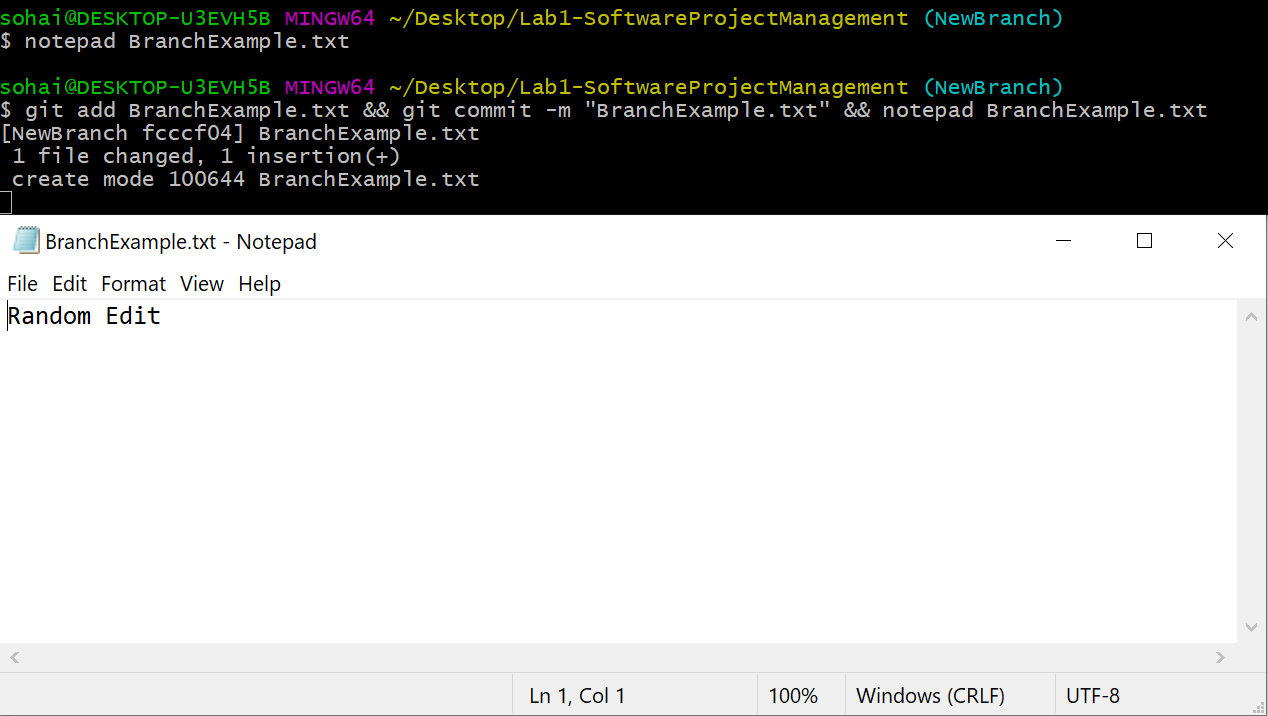 sohai@DESKTOP-U3EVH5B MINGW64 ~/Desktop/Lab1-SoftwareProjectManagement (NewBranch)
$ notepad BranchExample.txt
sohai@DESKTOP-U3EVH5B MINGW64 ~/Desktop/Lab1-SoftwareProjectManagement (NewBranch)
$ git add BranchExample.txt && git commit -m "BranchExample.txt" && notepad BranchExample.txt
[NewBranch fcccf04] BranchExample.txt
 1 file changed, 1 insertion(+)
 create mode 100644 BranchExample.txt
BranchExample.txt - Notepad
File Edit Format View Help
Random Edit
Ln 1, Col 1 100% Windows (CRLF) UTF-8